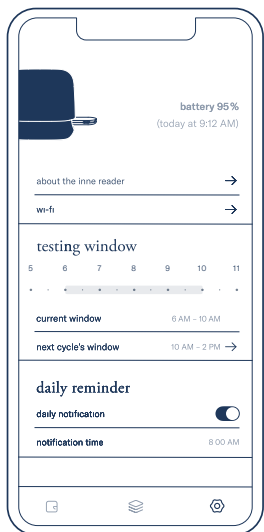 battery 95%
(today at 9:12 AM)
about the inne reader
wi-fi
testing window
5 6 7 8 9 10 11
current window 6 AM – 10 AM
next cycle's window 10 AM – 2 PM
daily reminder
daily notification
notification time 8:00 AM